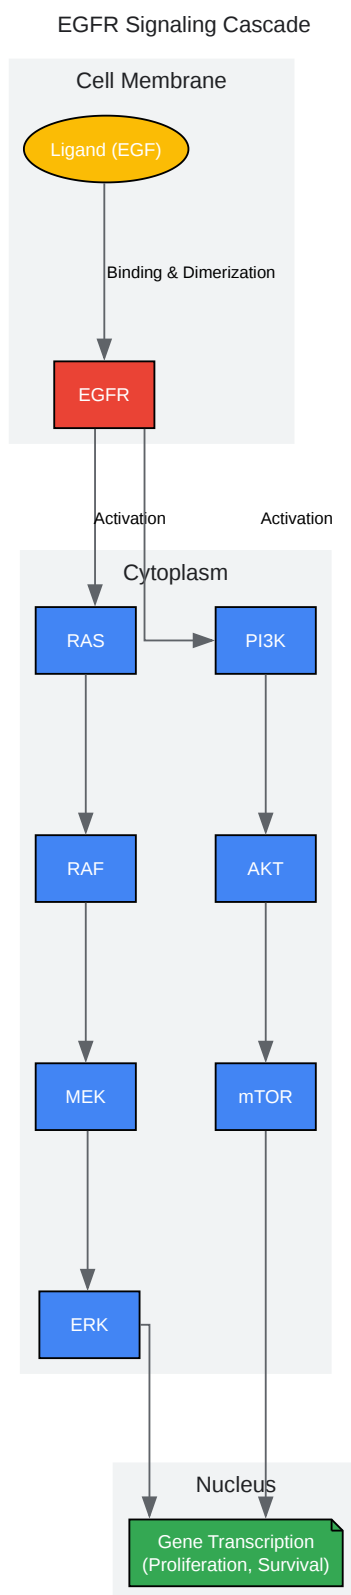 EGFR Signaling Cascade
Cell Membrane
Ligand (EGF)
Binding & Dimerization
EGFR
Activation
Activation
Cytoplasm
RAS
PI3K
RAF
AKT
MEK
mTOR
ERK
Nucleus
Gene Transcription
(Proliferation, Survival)